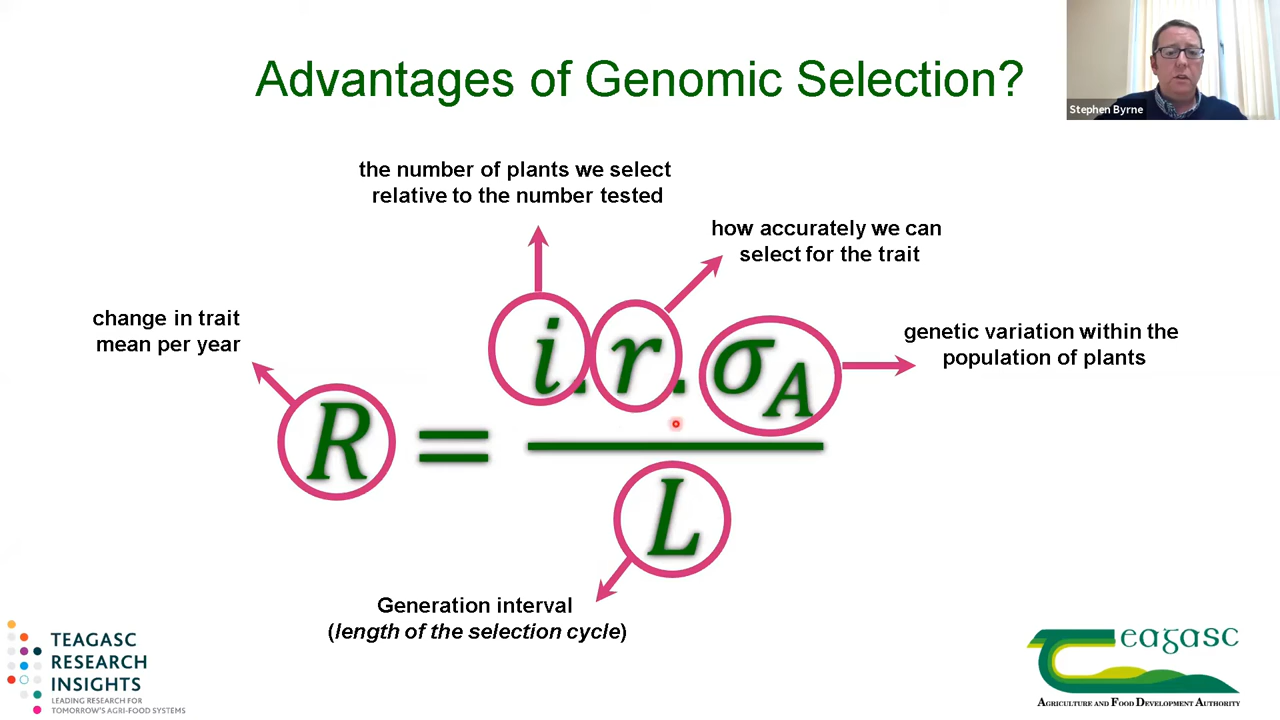 Advantages of Genomic Selection?
Stephen Byrne
the number of plants we select
relative to the number tested
how accurately we can
select for the trait
change in trait
mean per year
genetic variation within the
population of plants
R = i.r.σA
L
Generation interval
(length of the selection cycle)
TEAGASC
RESEARCH
INSIGHTS
LEADING RESEARCH FOR
TOMORROW'S AGRI-FOOD SYSTEMS
Teagasc
AGRICULTURE AND FOOD DEVELOPMENT AUTHORITY